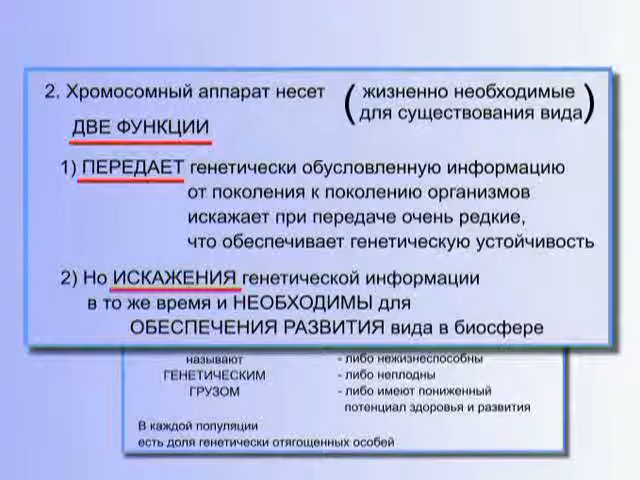 2. Хромосомный аппарат несет (жизненно необходимые
для существования вида)
ДВЕ ФУНКЦИИ
1) ПЕРЕДАЕТ генетически обусловленную информацию
от поколения к поколению организмов
искажает при передаче очень редкие,
что обеспечивает генетическую устойчивость
2) Но ИСКАЖЕНИЯ генетической информации
в то же время и НЕОБХОДИМЫ для
ОБЕСПЕЧЕНИЯ РАЗВИТИЯ вида в биосфере
называют - либо нежизнеспособны
ГЕНЕТИЧЕСКИМ - либо неплодны
ГРУЗОМ - либо имеют пониженный
потенциал здоровья и развития
В каждой популяции
есть доля генетически отягощенных особей